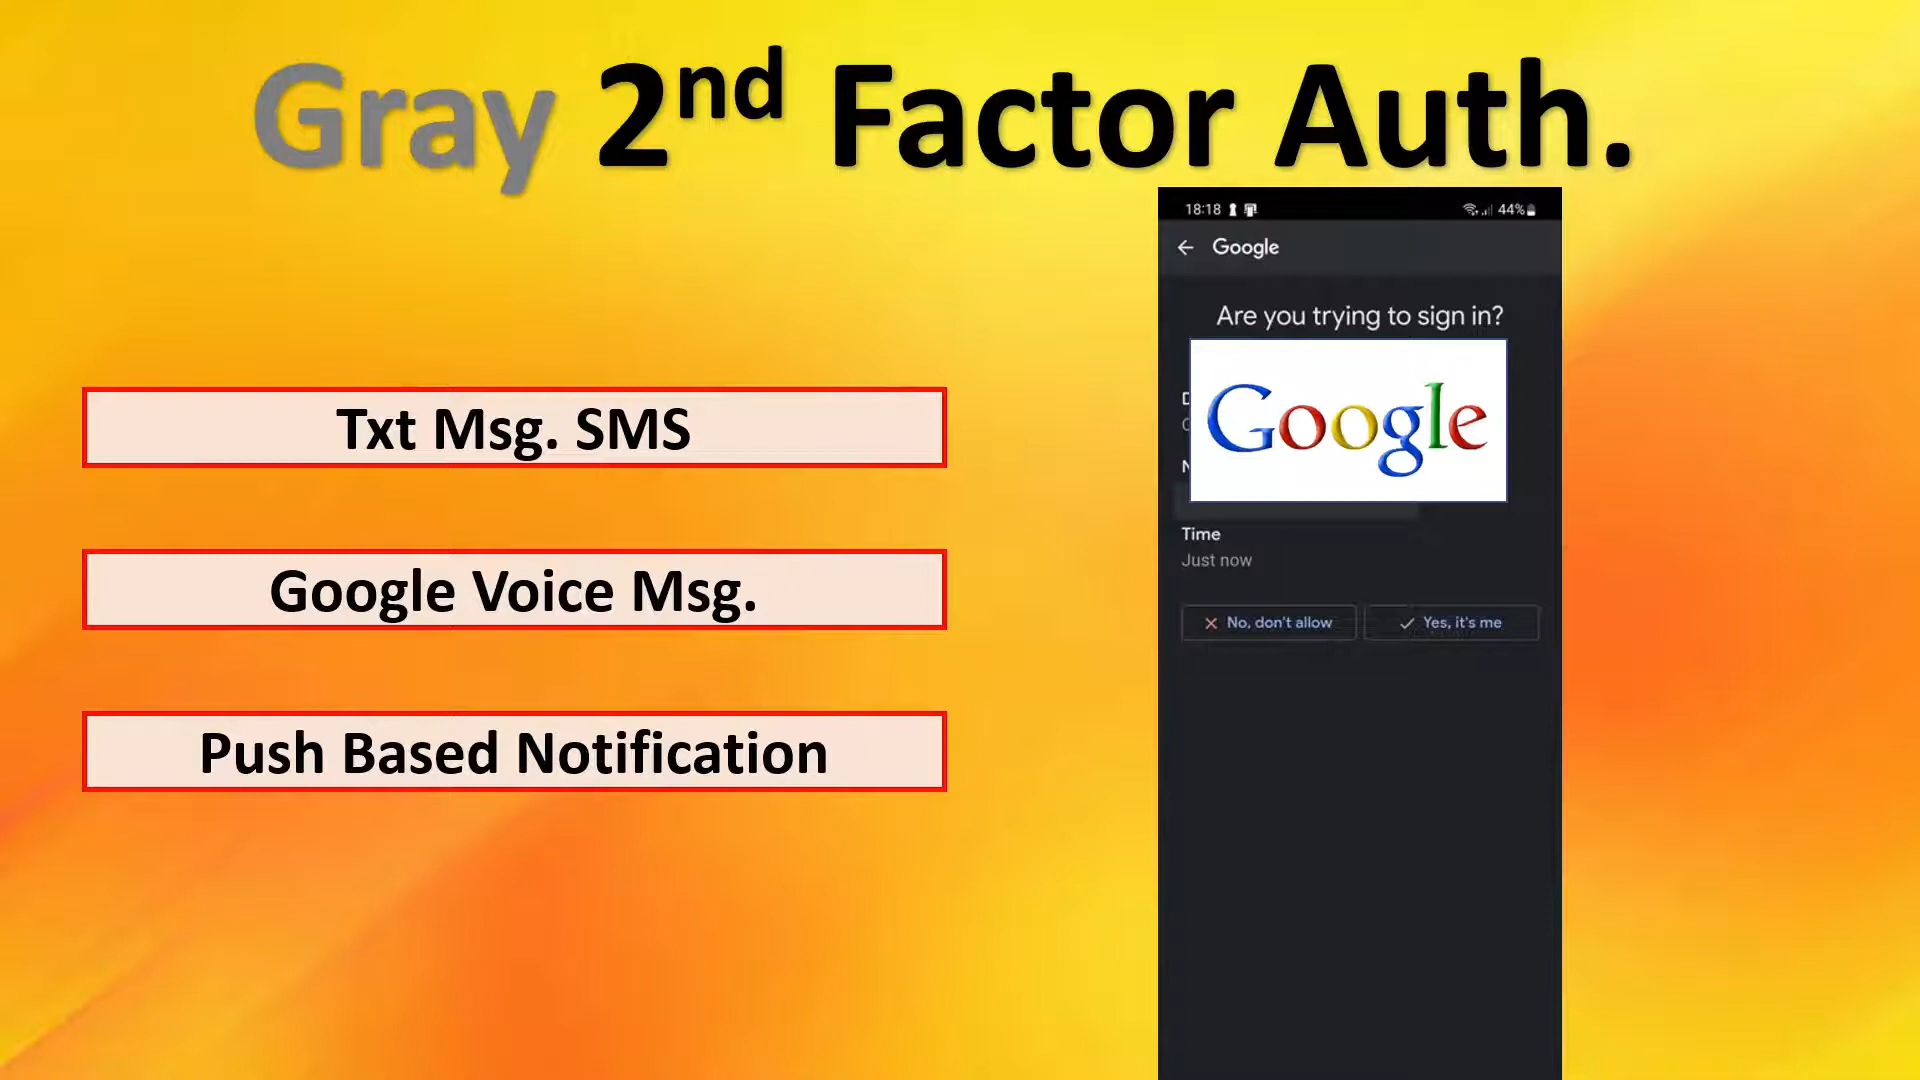 Gray 2nd Factor Auth.
Txt Msg. SMS
Google Voice Msg.
Push Based Notification
18:18
44%
Google
Are you trying to sign in?
Google
Time
Just now
No, don't allow
Yes, it's me